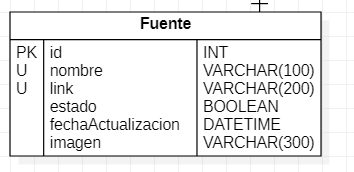 Fuente
PK id INT
U nombre VARCHAR(100)
U link VARCHAR(200)
estado BOOLEAN
fechaActualizacion DATETIME
imagen VARCHAR(300)